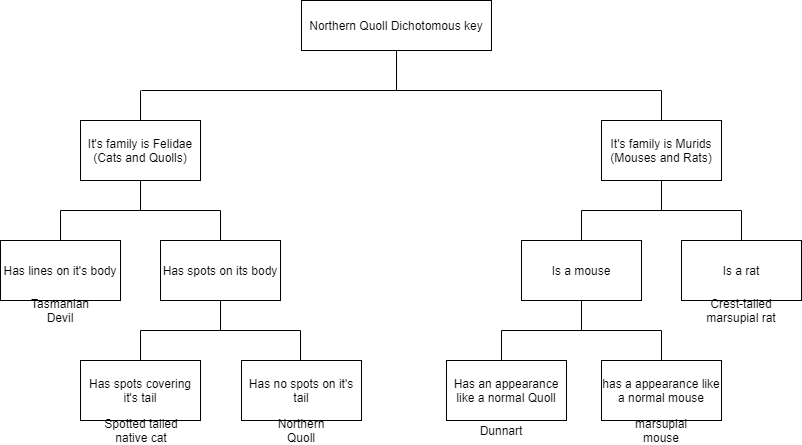 Northern Quoll Dichotomous key
It's family is Felidae
(Cats and Quolls)
It's family is Murids
(Mouses and Rats)
Has lines on it's body
Has spots on its body
Is a mouse
Is a rat
Tasmanian
Devil
Crest-tailed
marsupial rat
Has spots covering
it's tail
Has no spots on it's
tail
Has an appearance
like a normal Quoll
has a appearance like
a normal mouse
Spotted tailed
native cat
Northern
Quoll
Dunnart
marsupial
mouse